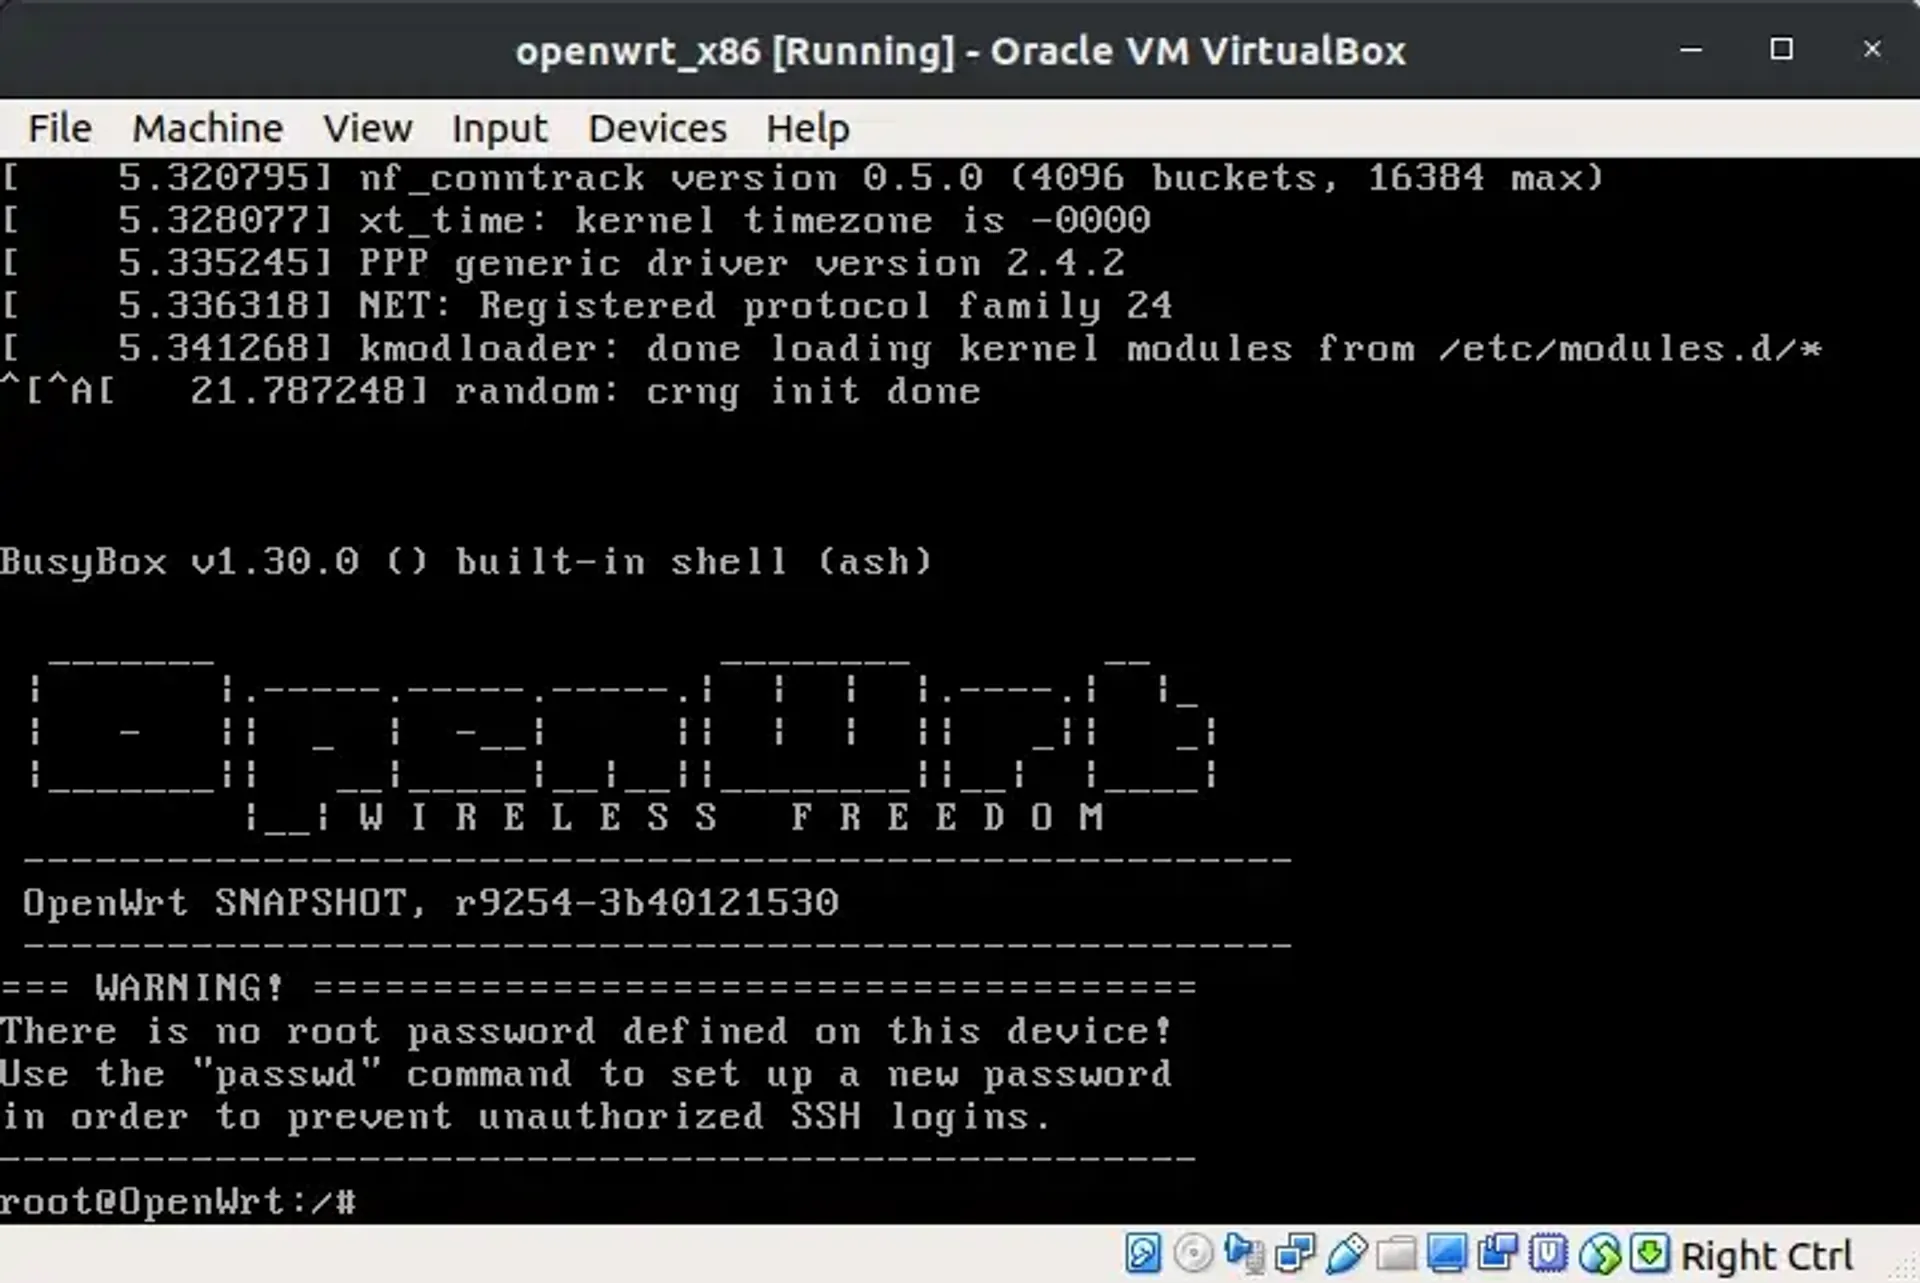 openwrt_x86 [Running] - Oracle VM VirtualBox
File Machine View Input Devices Help
[    5.320795] nf_conntrack version 0.5.0 (4096 buckets, 16384 max)
[    5.328077] xt_time: kernel timezone is -0000
[    5.335245] PPP generic driver version 2.4.2
[    5.336318] NET: Registered protocol family 24
[    5.341268] kmodloader: done loading kernel modules from /etc/modules.d/*
^[^A[   21.787248] random: crng init done
BusyBox v1.30.0 () built-in shell (ash)
OpenWrt
W I R E L E S S   F R E E D O M
OpenWrt SNAPSHOT, r9254-3b40121530
=== WARNING! =====================================
There is no root password defined on this device!
Use the "passwd" command to set up a new password
in order to prevent unauthorized SSH logins.
root@OpenWrt:/#
Right Ctrl